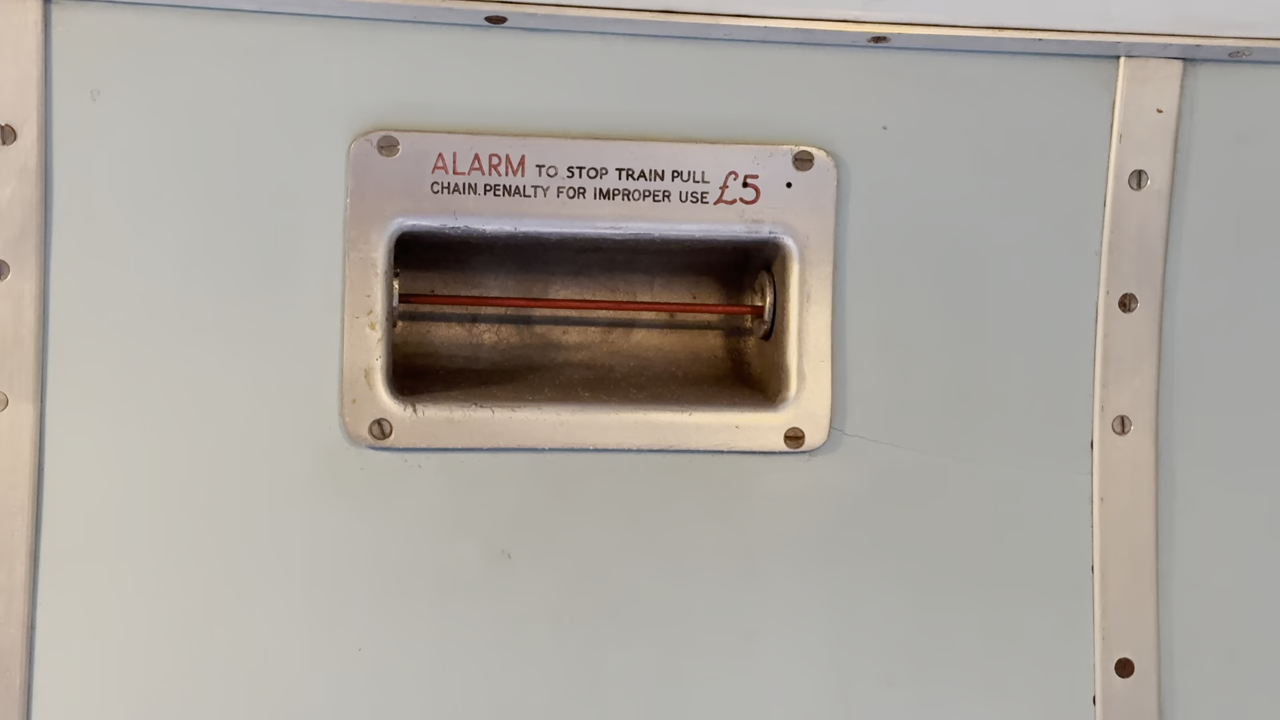 ALARM TO STOP TRAIN PULL
CHAIN. PENALTY FOR IMPROPER USE £5